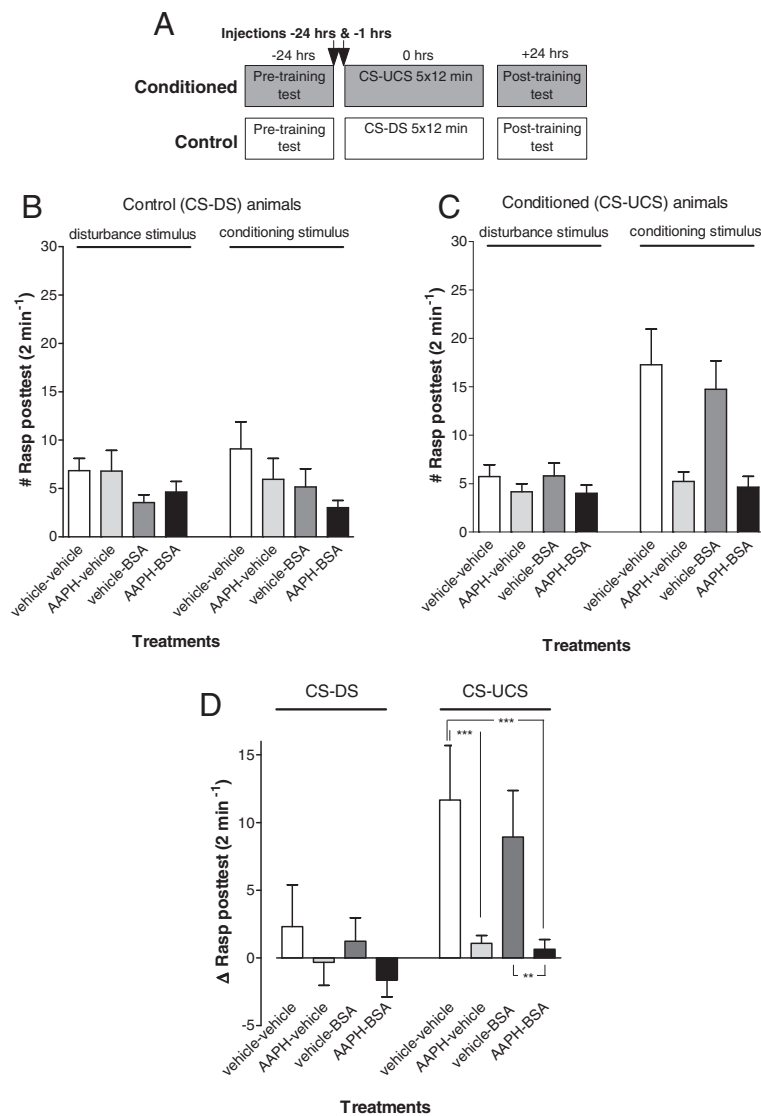 A
Injections -24 hrs & -1 hrs
-24 hrs 0 hrs +24 hrs
Conditioned
Pre-training test
CS-UCS 5x12 min
Post-training test
Control
Pre-training test
CS-DS 5x12 min
Post-training test
B
Control (CS-DS) animals
disturbance stimulus conditioning stimulus
# Rasp posttest (2 min⁻¹)
30
25
20
15
10
5
0
vehicle-vehicle
AAPH-vehicle
vehicle-BSA
AAPH-BSA
vehicle-vehicle
AAPH-vehicle
vehicle-BSA
AAPH-BSA
Treatments
C
Conditioned (CS-UCS) animals
disturbance stimulus conditioning stimulus
# Rasp posttest (2 min⁻¹)
30
25
20
15
10
5
0
vehicle-vehicle
AAPH-vehicle
vehicle-BSA
AAPH-BSA
vehicle-vehicle
AAPH-vehicle
vehicle-BSA
AAPH-BSA
Treatments
D
CS-DS CS-UCS
Δ Rasp posttest (2 min⁻¹)
15
10
5
0
-5
***
***
**
vehicle-vehicle
AAPH-vehicle
vehicle-BSA
AAPH-BSA
vehicle-vehicle
AAPH-vehicle
vehicle-BSA
AAPH-BSA
Treatments